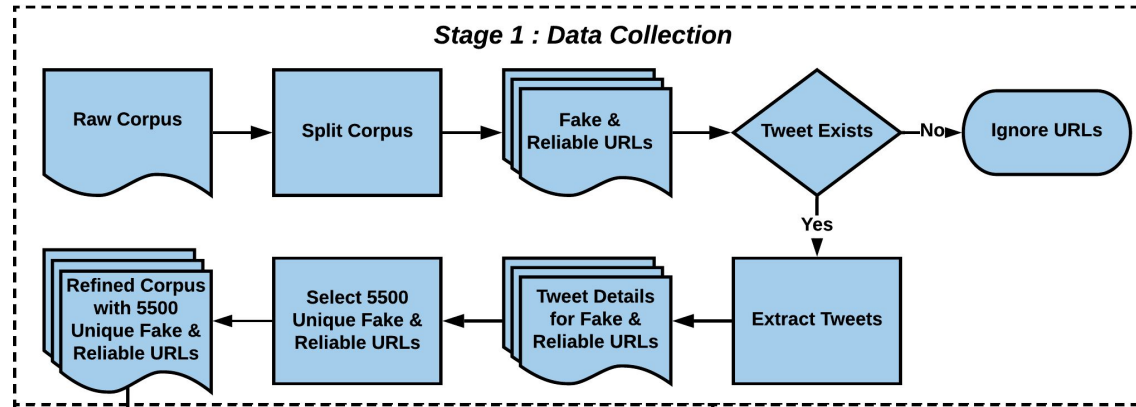 Stage 1 : Data Collection
Raw Corpus
Split Corpus
Fake &
Reliable URLs
Tweet Exists
No
Ignore URLs
Yes
Extract Tweets
Tweet Details
for Fake &
Reliable URLs
Select 5500
Unique Fake &
Reliable URLs
Refined Corpus
with 5500
Unique Fake &
Reliable URLs